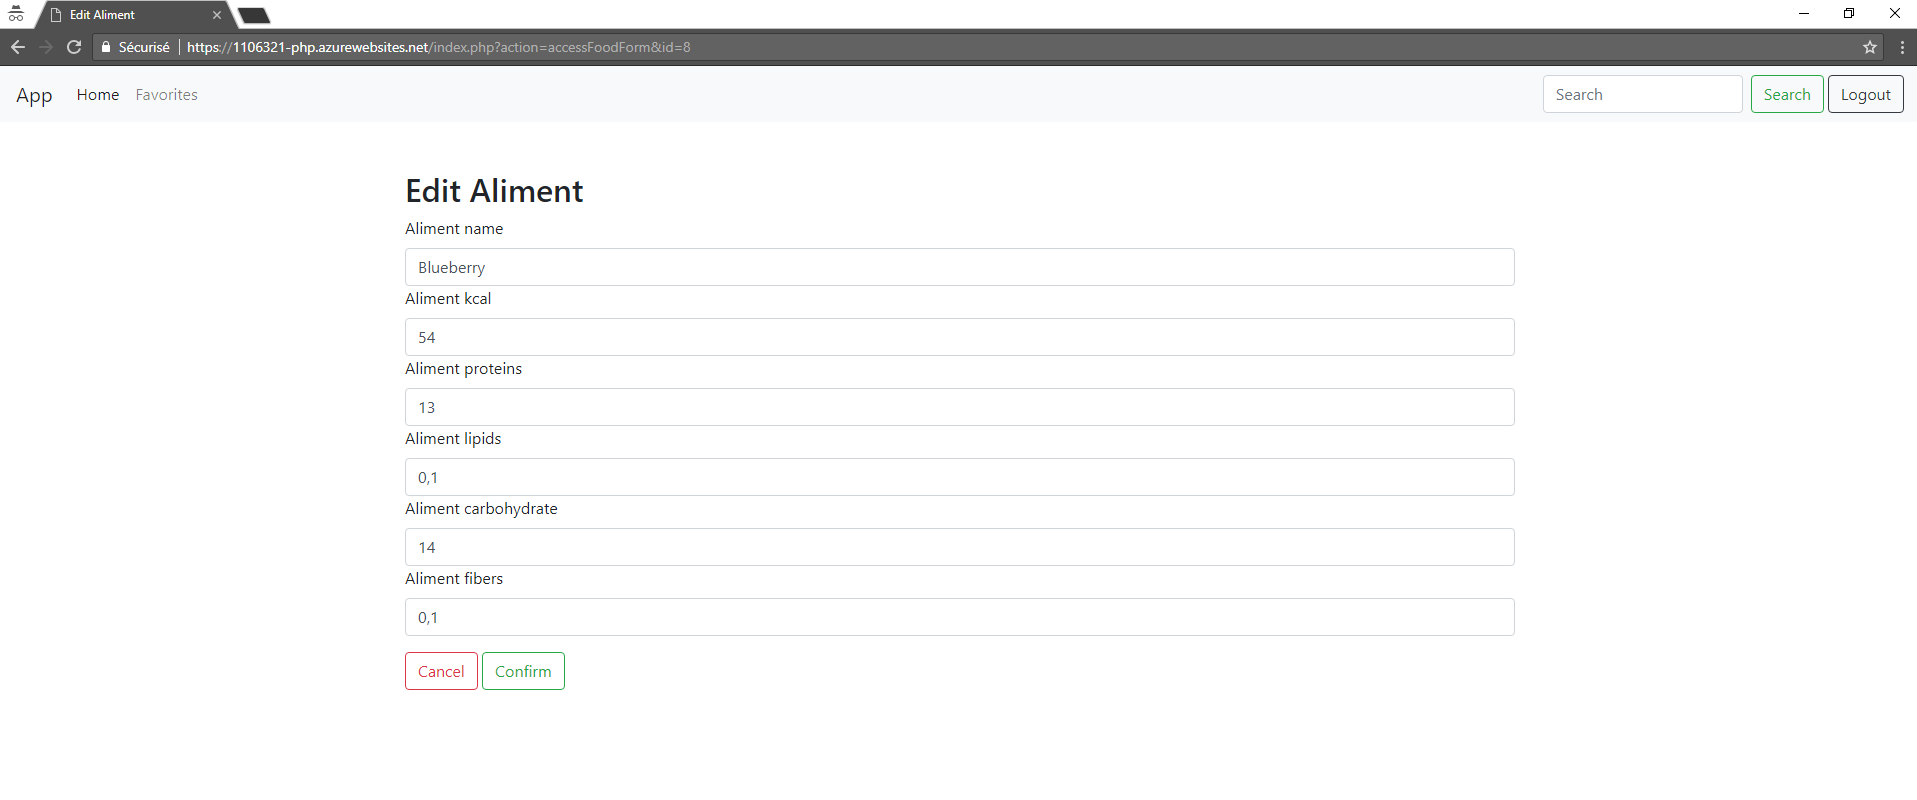 Edit Aliment
Sécurisé https://1106321-php.azurewebsites.net/index.php?action=accessFoodForm&id=8
App Home Favorites Search Search Logout
Edit Aliment
Aliment name
Blueberry
Aliment kcal
54
Aliment proteins
13
Aliment lipids
0,1
Aliment carbohydrate
14
Aliment fibers
0,1
Cancel Confirm